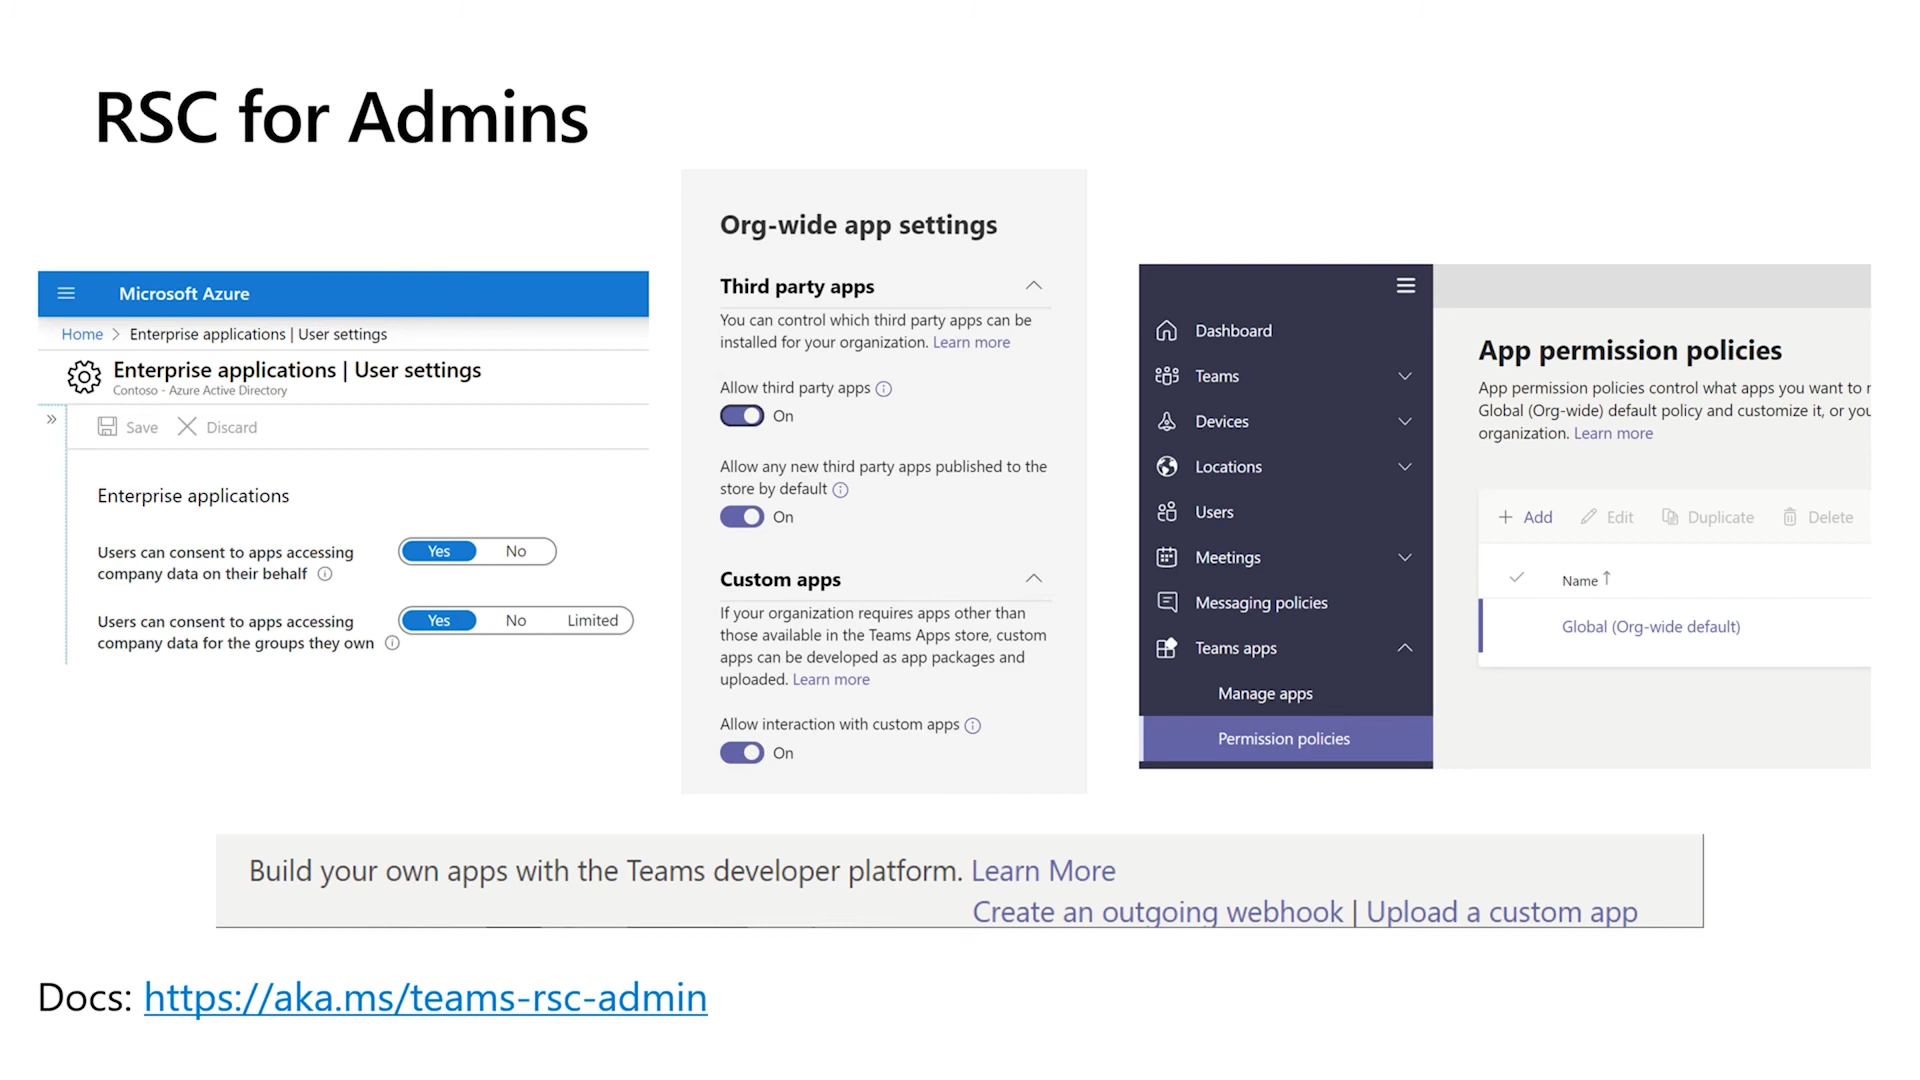 RSC for Admins
Microsoft Azure
Home > Enterprise applications | User settings
Enterprise applications | User settings
Contoso - Azure Active Directory
Save Discard
Enterprise applications
Users can consent to apps accessing
company data on their behalf
Yes No
Users can consent to apps accessing
company data for the groups they own
Yes No Limited
Org-wide app settings
Third party apps
You can control which third party apps can be
installed for your organization. Learn more
Allow third party apps
On
Allow any new third party apps published to the
store by default
On
Custom apps
If your organization requires apps other than
those available in the Teams Apps store, custom
apps can be developed as app packages and
uploaded. Learn more
Allow interaction with custom apps
On
Dashboard
Teams
Devices
Locations
Users
Meetings
Messaging policies
Teams apps
Manage apps
Permission policies
App permission policies
App permission policies control what apps you want to
Global (Org-wide) default policy and customize it, or you
organization. Learn more
+ Add Edit Duplicate Delete
Name ↑
Global (Org-wide default)
Build your own apps with the Teams developer platform. Learn More
Create an outgoing webhook | Upload a custom app
Docs: https://aka.ms/teams-rsc-admin